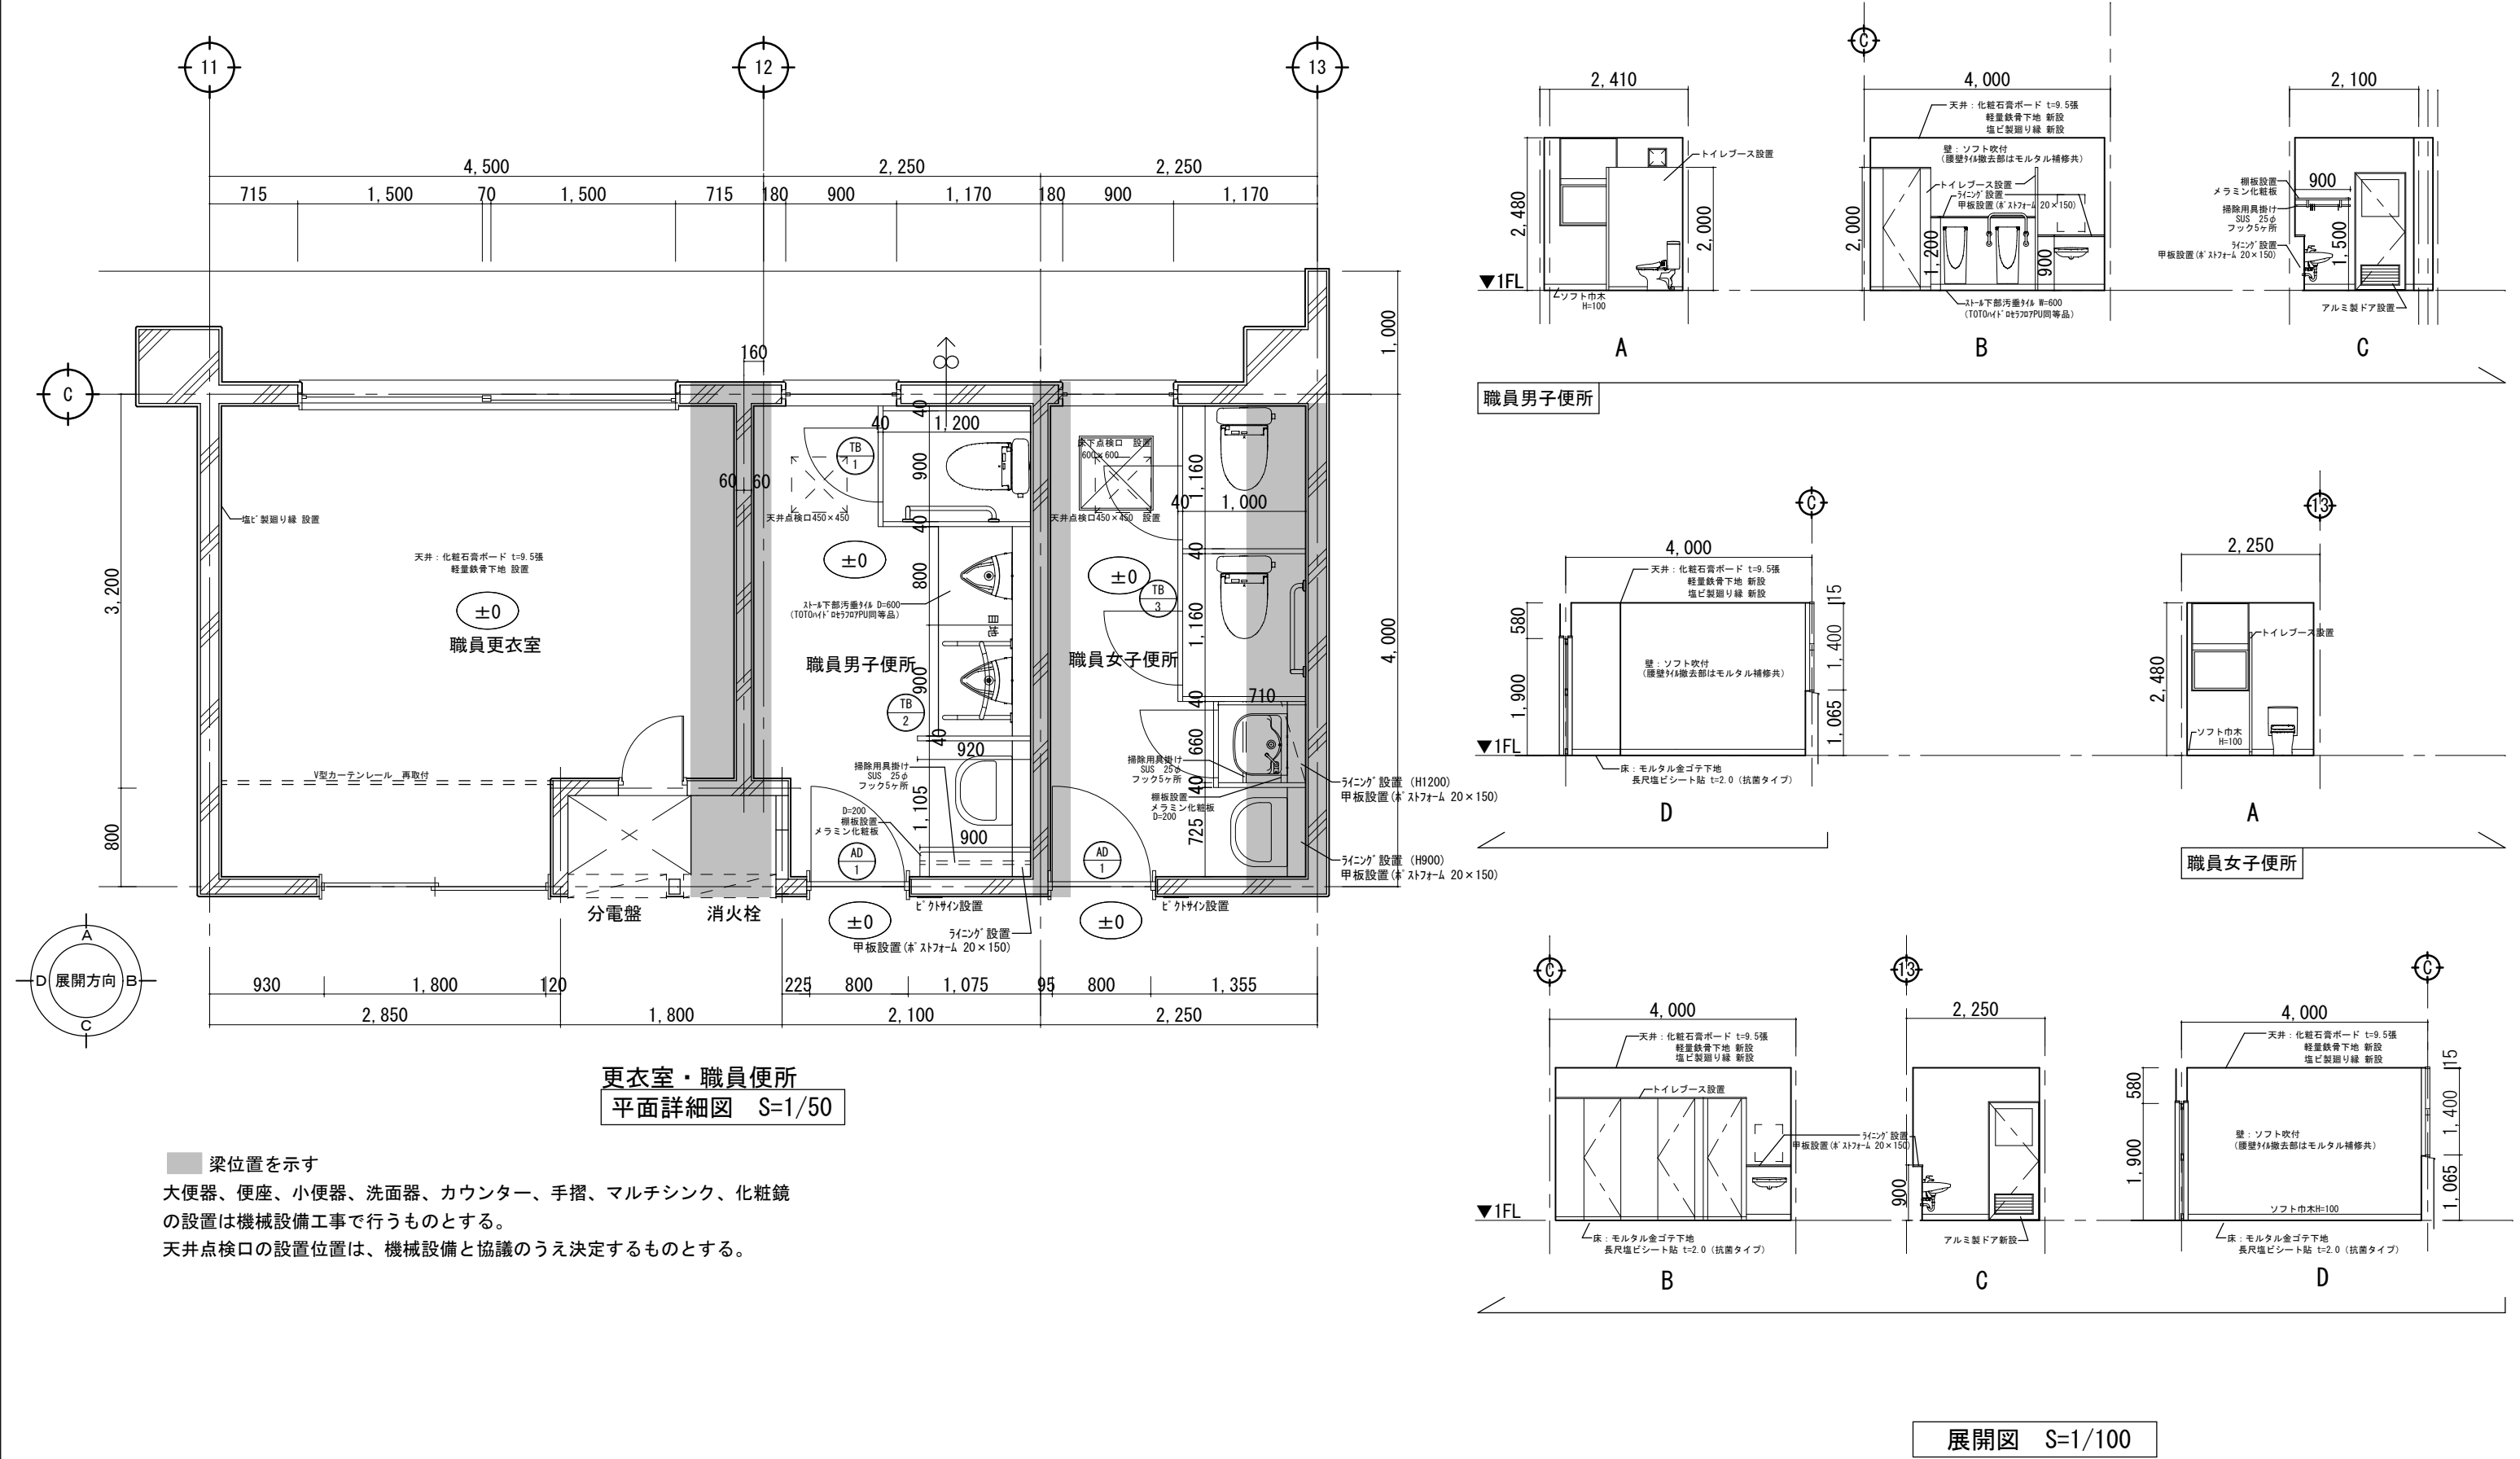 11
12
13
4,500
2,250
2,250
715
1,500
70
1,500
715
180
900
1,170
180
900
1,170
C
160
1,000
40
40
1,200
TB
1
900
60
60
天井点検口450×450
40
床下点検口 設置
600×600
天井点検口450×450 設置
1,160
40
1,000
塩ビ製廻り縁 設置
天井：化粧石膏ボード t=9.5張
軽量鉄骨下地 設置
±0
職員更衣室
±0
800
ストール下部汚垂タイル D=600
(TOTOハイドロセラフロアPU同等品)
目地
職員男子便所
900
TB
2
40
920
掃除用具掛け
SUS 25φ
フック5ヶ所
D=200
棚板設置
メラミン化粧板
1,105
900
AD
1
±0
TB
3
40
1,160
職員女子便所
40
710
660
掃除用具掛け
SUS 25φ
フック5ヶ所
40
棚板設置
メラミン化粧板
D=200
725
AD
1
ライニング設置 (H1200)
甲板設置(ポストフォーム 20×150)
ライニング設置 (H900)
甲板設置(ポストフォーム 20×150)
3,200
800
4,000
V型カーテンレール 再取付
分電盤
消火栓
±0
ピクトサイン設置
±0
ピクトサイン設置
ライニング設置
甲板設置(ポストフォーム 20×150)
A
D
展開方向
B
C
930
1,800
120
225
800
1,075
95
800
1,355
2,850
1,800
2,100
2,250
更衣室・職員便所
平面詳細図 S=1/50
梁位置を示す
大便器、便座、小便器、洗面器、カウンター、手摺、マルチシンク、化粧鏡
の設置は機械設備工事で行うものとする。
天井点検口の設置位置は、機械設備と協議のうえ決定するものとする。
2,410
2,480
トイレブース設置
2,000
▼1FL
ソフト巾木
H=100
A
C
4,000
天井：化粧石膏ボード t=9.5張
軽量鉄骨下地 新設
塩ビ製廻り縁 新設
壁：ソフト吹付
(腰壁タイル撤去部はモルタル補修共)
トイレブース設置
ライニング設置
甲板設置(ポストフォーム 20×150)
2,000
1,200
900
ストール下部汚垂タイル W=600
(TOTOハイドロセラフロアPU同等品)
B
2,100
棚板設置
メラミン化粧板
900
掃除用具掛け
SUS 25φ
フック5ヶ所
ライニング設置
甲板設置(ポストフォーム 20×150)
1,500
アルミ製ドア設置
C
職員男子便所
C
4,000
天井：化粧石膏ボード t=9.5張
軽量鉄骨下地 新設
塩ビ製廻り縁 新設
580
1,900
15
1,400
1,065
壁：ソフト吹付
(腰壁タイル撤去部はモルタル補修共)
▼1FL
床：モルタル金ゴテ下地
長尺塩ビシート貼 t=2.0 (抗菌タイプ)
D
13
2,250
トイレブース設置
2,480
ソフト巾木
H=100
A
職員女子便所
C
4,000
天井：化粧石膏ボード t=9.5張
軽量鉄骨下地 新設
塩ビ製廻り縁 新設
トイレブース設置
ライニング設置
甲板設置(ポストフォーム 20×150)
▼1FL
床：モルタル金ゴテ下地
長尺塩ビシート貼 t=2.0 (抗菌タイプ)
B
13
2,250
900
アルミ製ドア新設
C
C
4,000
天井：化粧石膏ボード t=9.5張
軽量鉄骨下地 新設
塩ビ製廻り縁 新設
580
1,900
15
1,400
1,065
壁：ソフト吹付
(腰壁タイル撤去部はモルタル補修共)
ソフト巾木H=100
床：モルタル金ゴテ下地
長尺塩ビシート貼 t=2.0 (抗菌タイプ)
D
展開図 S=1/100